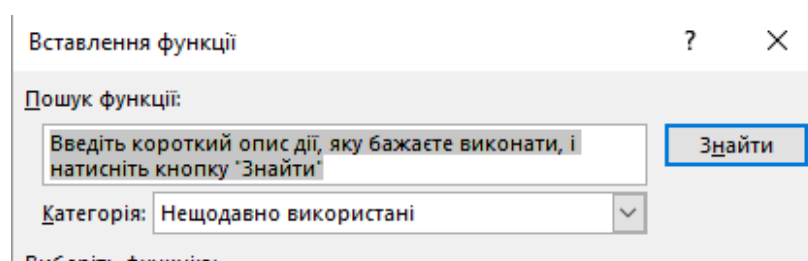 Вставлення функції ? ×
Пошук функції:
Введіть короткий опис дії, яку бажаєте виконати, і
натисніть кнопку "Знайти"
Знайти
Категорія: Нещодавно використані